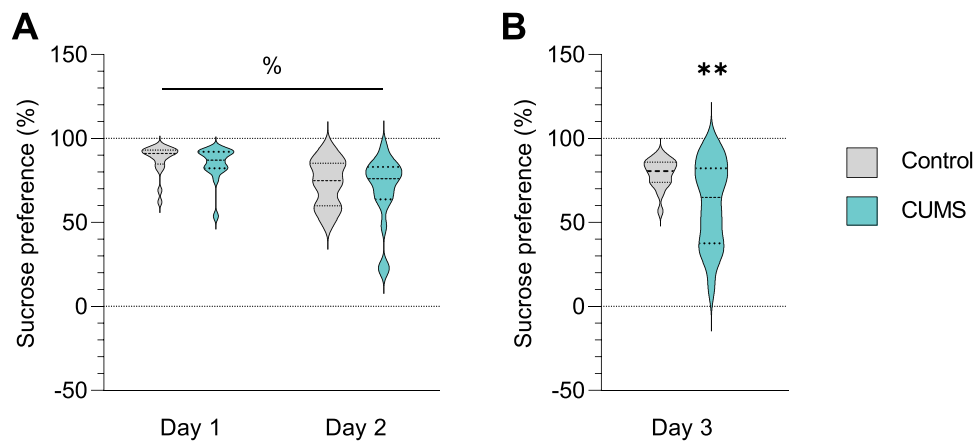 A
Sucrose preference (%)
150
100
50
0
-50
%
Day 1
Day 2
B
Sucrose preference (%)
150
100
50
0
-50
**
Day 3
Control
CUMS